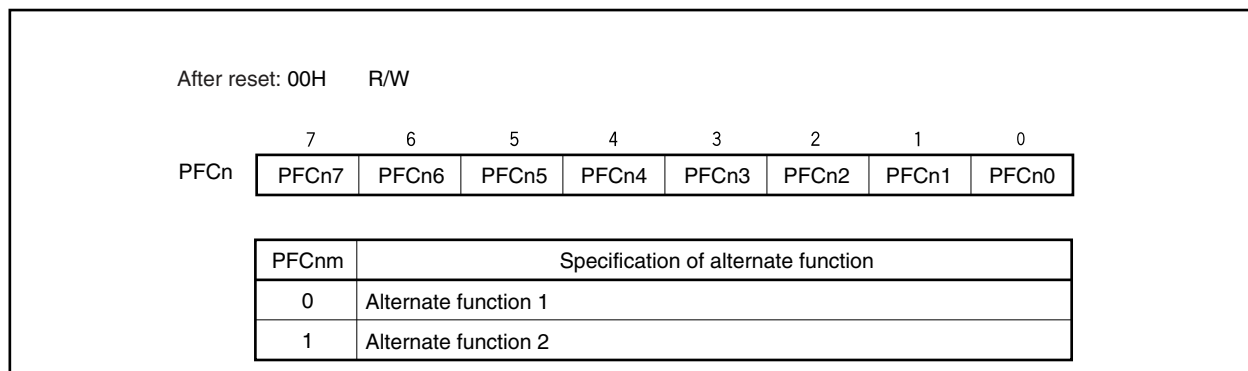 After reset: 00H R/W
7 6 5 4 3 2 1 0
PFCn PFCn7 PFCn6 PFCn5 PFCn4 PFCn3 PFCn2 PFCn1 PFCn0
PFCnm Specification of alternate function
0 Alternate function 1
1 Alternate function 2